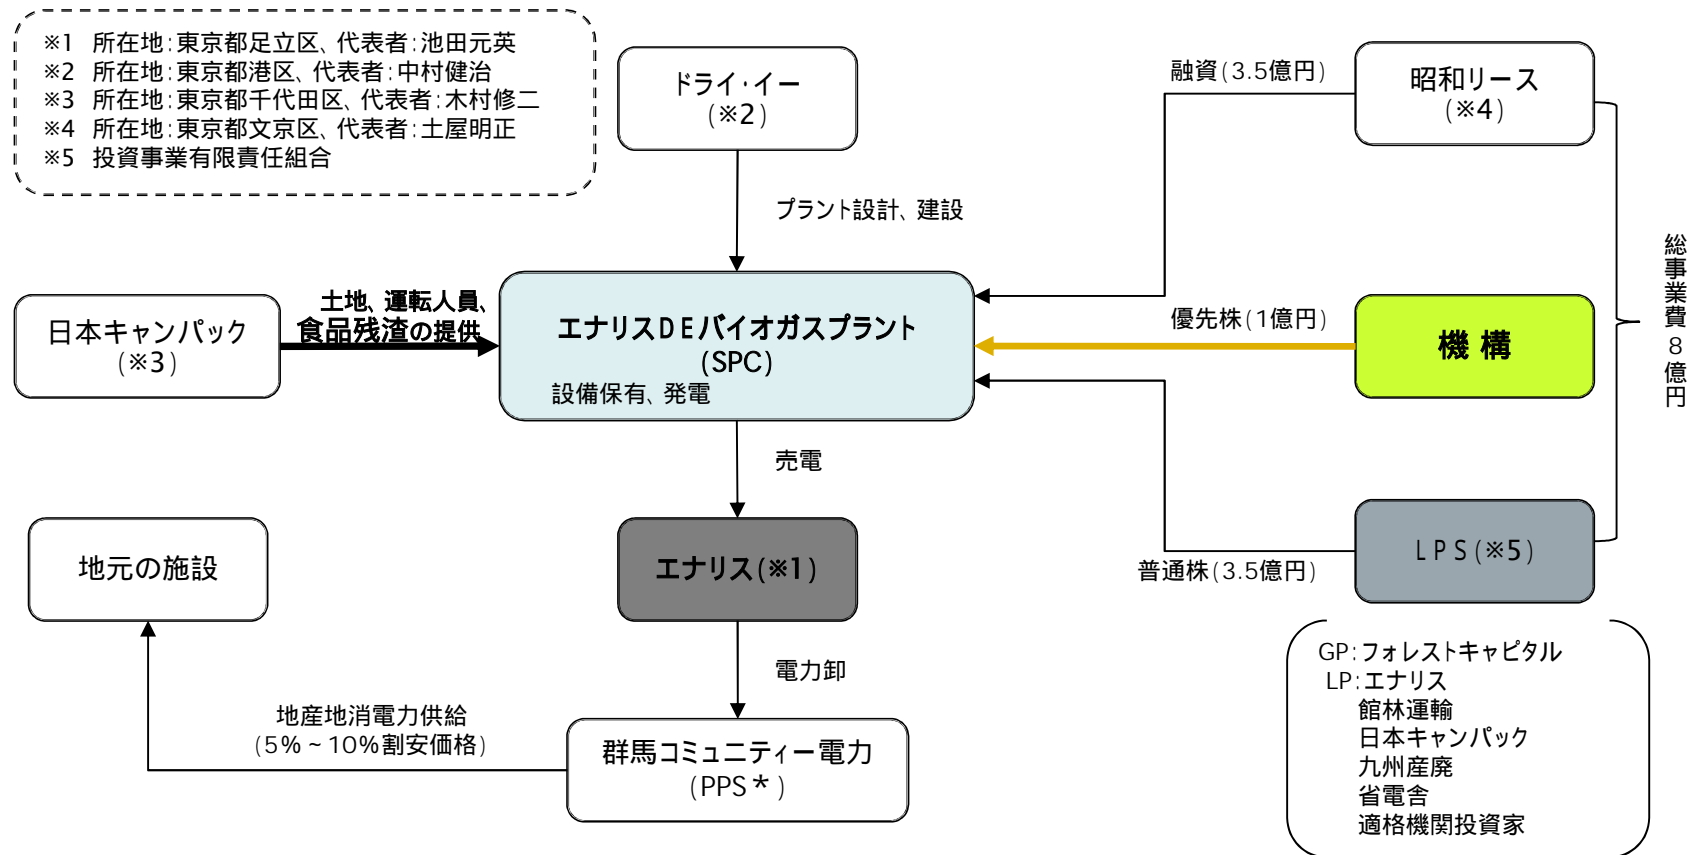 ※1 所在地:東京都足立区、代表者:池田元英
※2 所在地:東京都港区、代表者:中村健治
※3 所在地:東京都千代田区、代表者:木村修二
※4 所在地:東京都文京区、代表者:土屋明正
※5 投資事業有限責任組合
ドライ・イー
(※2)
融資(3.5億円)
昭和リース
(※4)
プラント設計、建設
日本キャンパック
(※3)
土地、運転人員、
食品残渣の提供
エナリスDEバイオガスプラント
(SPC)
設備保有、発電
優先株(1億円)
機構
総事業費8億円
売電
地元の施設
エナリス(※1)
普通株(3.5億円)
LPS(※5)
電力卸
地産地消電力供給
(5%~10%割安価格)
群馬コミュニティー電力
(PPS*)
GP:フォレストキャピタル
LP:エナリス
館林運輸
日本キャンパック
九州産廃
省電舎
適格機関投資家